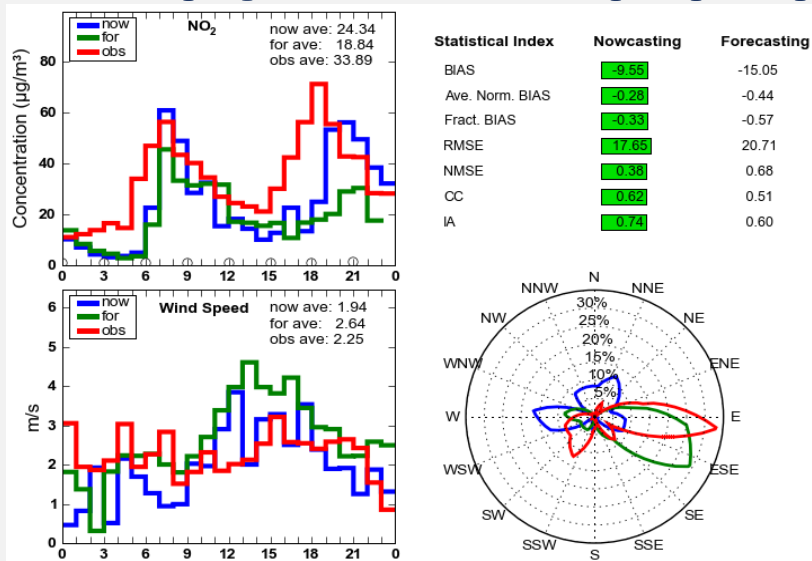 now
for
obs
NO2
now ave: 24.34
for ave: 18.84
obs ave: 33.89
Concentration (µg/m³)
80
60
40
20
0
0 3 6 9 12 15 18 21 0
Statistical Index Nowcasting Forecasting
BIAS -9.55 -15.05
Ave. Norm. BIAS -0.28 -0.44
Fract. BIAS -0.33 -0.57
RMSE 17.65 20.71
NMSE 0.38 0.68
CC 0.62 0.51
IA 0.74 0.60
now
for
obs
Wind Speed
now ave: 1.94
for ave: 2.64
obs ave: 2.25
m/s
6
5
4
3
2
1
0
0 3 6 9 12 15 18 21 0
N
NNE
NE
ENE
E
ESE
SE
SSE
S
SSW
SW
WSW
W
WNW
NW
NNW
30%
25%
20%
15%
10%
5%